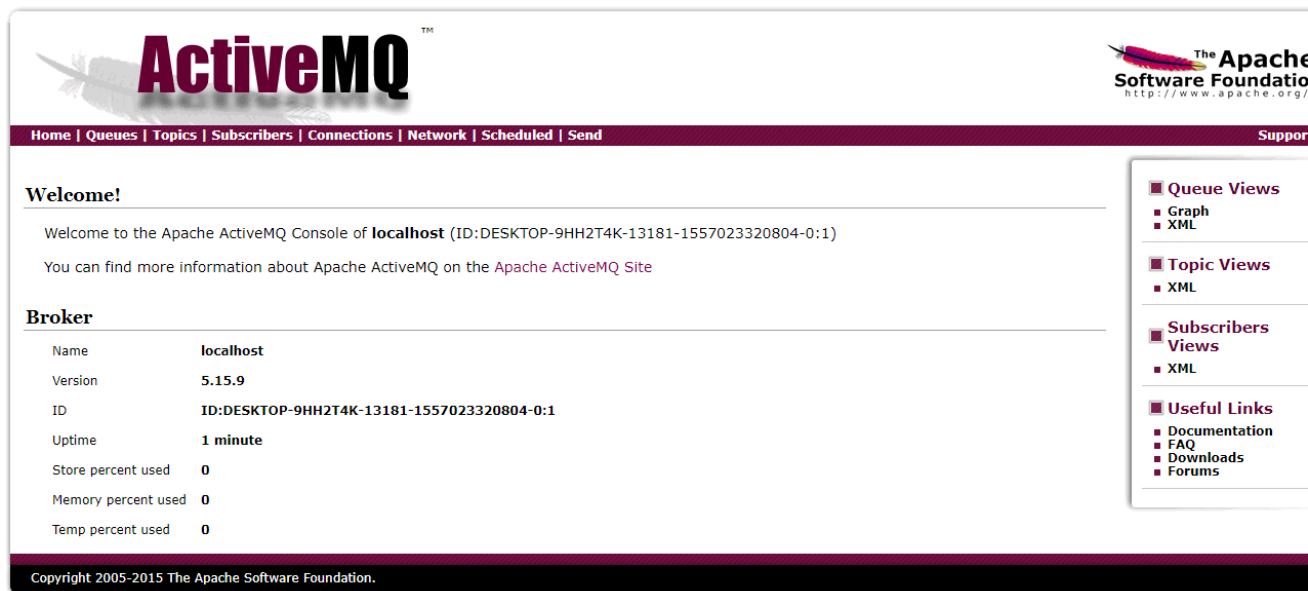 ActiveMQ ™
The Apache
Software Foundatio
http://www.apache.org/
Home | Queues | Topics | Subscribers | Connections | Network | Scheduled | Send
Suppor
Welcome!
Welcome to the Apache ActiveMQ Console of localhost (ID:DESKTOP-9HH2T4K-13181-1557023320804-0:1)
You can find more information about Apache ActiveMQ on the Apache ActiveMQ Site
Broker
Name localhost
Version 5.15.9
ID ID:DESKTOP-9HH2T4K-13181-1557023320804-0:1
Uptime 1 minute
Store percent used 0
Memory percent used 0
Temp percent used 0
Queue Views
Graph
XML
Topic Views
XML
Subscribers
Views
XML
Useful Links
Documentation
FAQ
Downloads
Forums
Copyright 2005-2015 The Apache Software Foundation.